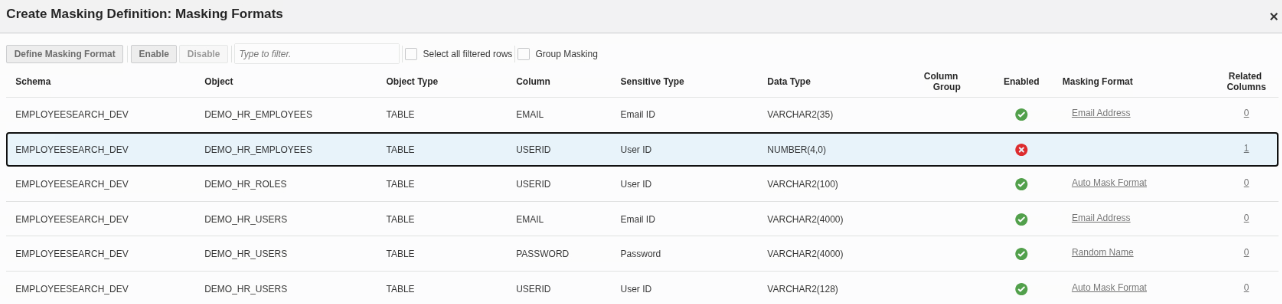 Create Masking Definition: Masking Formats ×
Define Masking Format Enable Disable Type to filter. Select all filtered rows Group Masking
Schema Object Object Type Column Sensitive Type Data Type Column Group Enabled Masking Format Related Columns
EMPLOYEESEARCH_DEV DEMO_HR_EMPLOYEES TABLE EMAIL Email ID VARCHAR2(35) Email Address 0
EMPLOYEESEARCH_DEV DEMO_HR_EMPLOYEES TABLE USERID User ID NUMBER(4,0) 1
EMPLOYEESEARCH_DEV DEMO_HR_ROLES TABLE USERID User ID VARCHAR2(100) Auto Mask Format 0
EMPLOYEESEARCH_DEV DEMO_HR_USERS TABLE EMAIL Email ID VARCHAR2(4000) Email Address 0
EMPLOYEESEARCH_DEV DEMO_HR_USERS TABLE PASSWORD Password VARCHAR2(4000) Random Name 0
EMPLOYEESEARCH_DEV DEMO_HR_USERS TABLE USERID User ID VARCHAR2(128) Auto Mask Format 0